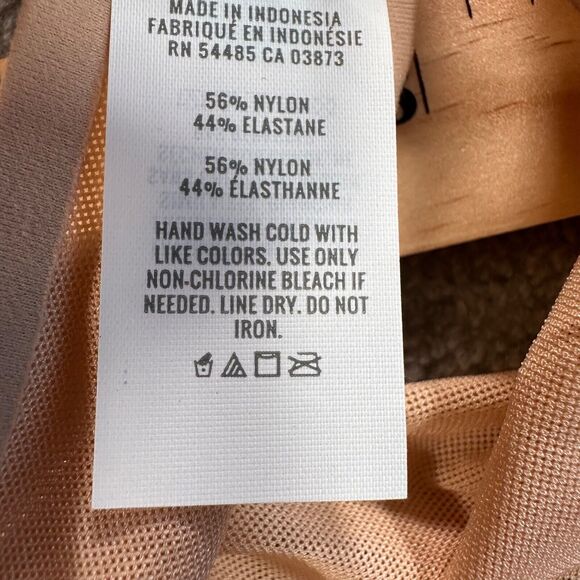 MADE IN INDONESIA
FABRIQUÉ EN INDONÉSIE
RN 54485 CA 03873
56% NYLON
44% ELASTANE
56% NYLON
44% ÉLASTHANNE
HAND WASH COLD WITH
LIKE COLORS. USE ONLY
NON-CHLORINE BLEACH IF
NEEDED. LINE DRY. DO NOT
IRON.